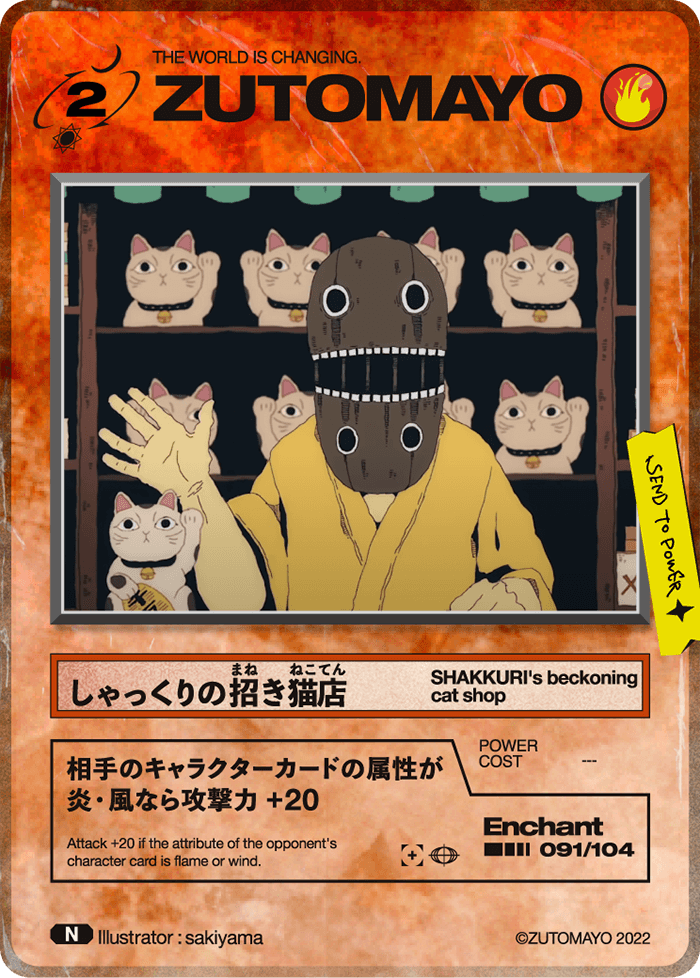 THE WORLD IS CHANGING.
2
ZUTOMAYO
SEND TO POWER
まね ねこてん
しゃっくりの招き猫店
SHAKKURI's beckoning
cat shop
相手のキャラクターカードの属性が
炎・風なら攻撃力 +20
Attack +20 if the attribute of the opponent's
character card is flame or wind.
POWER
COST ---
Enchant
091/104
N Illustrator : sakiyama
©ZUTOMAYO 2022